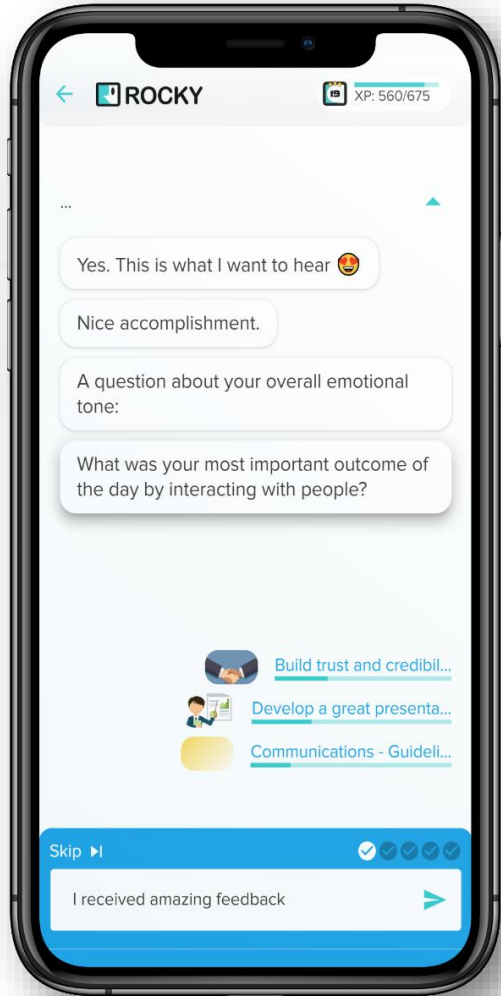 ROCKY
19
XP: 560/675
...
Yes. This is what I want to hear 😍
Nice accomplishment.
A question about your overall emotional
tone:
What was your most important outcome of
the day by interacting with people?
Build trust and credibil...
Develop a great presenta...
Communications - Guideli...
Skip
I received amazing feedback